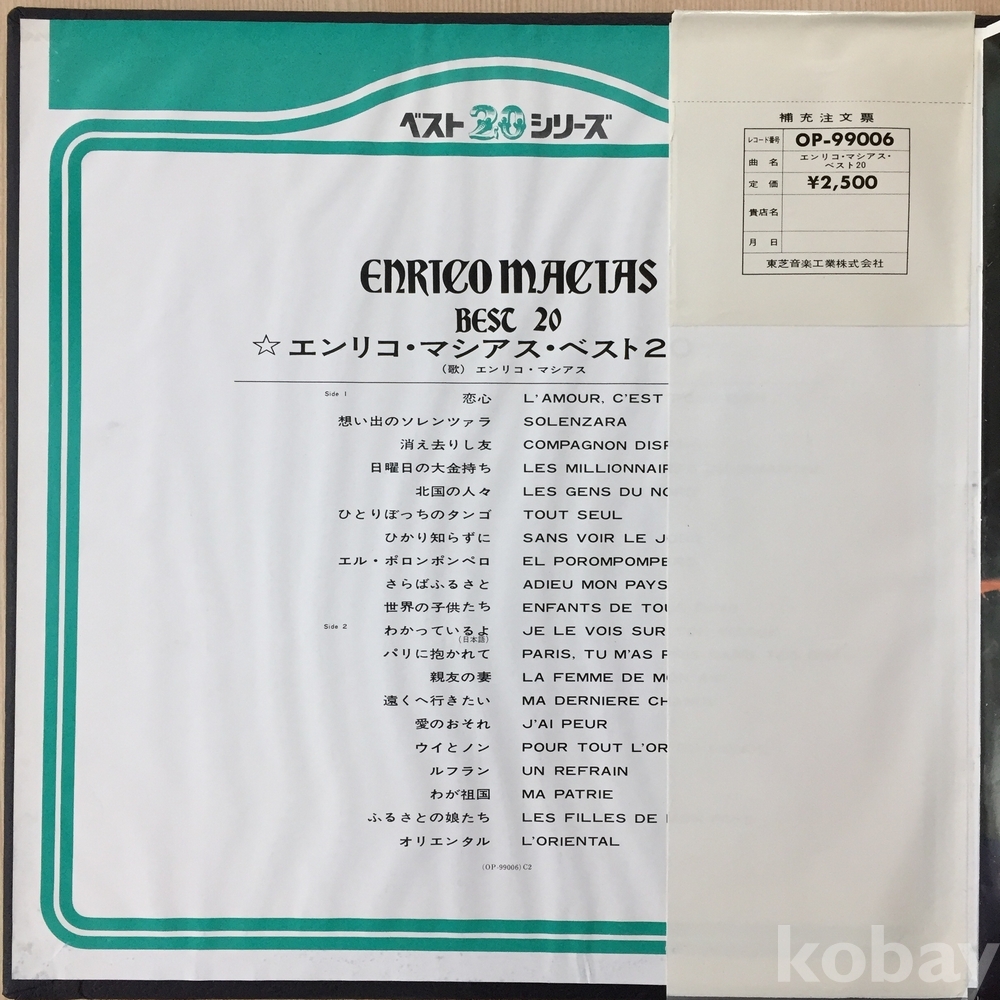 ベスト20シリーズ
ENRICO MACIAS
BEST 20
☆エンリコ・マシアス・ベスト2
（歌）エンリコ・マシアス
Side 1
恋心 L'AMOUR, C'EST
想い出のソレンツァラ SOLENZARA
消え去りし友 COMPAGNON DISP
日曜日の大金持ち LES MILLIONNAIR
北国の人々 LES GENS DU NO
ひとりぼっちのタンゴ TOUT SEUL
ひかり知らずに SANS VOIR LE J
エル・ポロンポンペロ EL POROMPOMPE
さらばふるさと ADIEU MON PAYS
世界の子供たち ENFANTS DE TOU
Side 2
わかっているよ JE LE VOIS SUR
（日本語）
パリに抱かれて PARIS, TU M'AS P
親友の妻 LA FEMME DE M
遠くへ行きたい MA DERNIERE CH
愛のおそれ J'AI PEUR
ウイとノン POUR TOUT L'OR
ルフラン UN REFRAIN
わが祖国 MA PATRIE
ふるさとの娘たち LES FILLES DE
オリエンタル L'ORIENTAL
(OP-99006) C2
補充注文票
レコード番号 OP-99006
曲名 エンリコ・マシアス・
ベスト20
定価 ¥2,500
貴店名
月日
東芝音楽工業株式会社
kobay